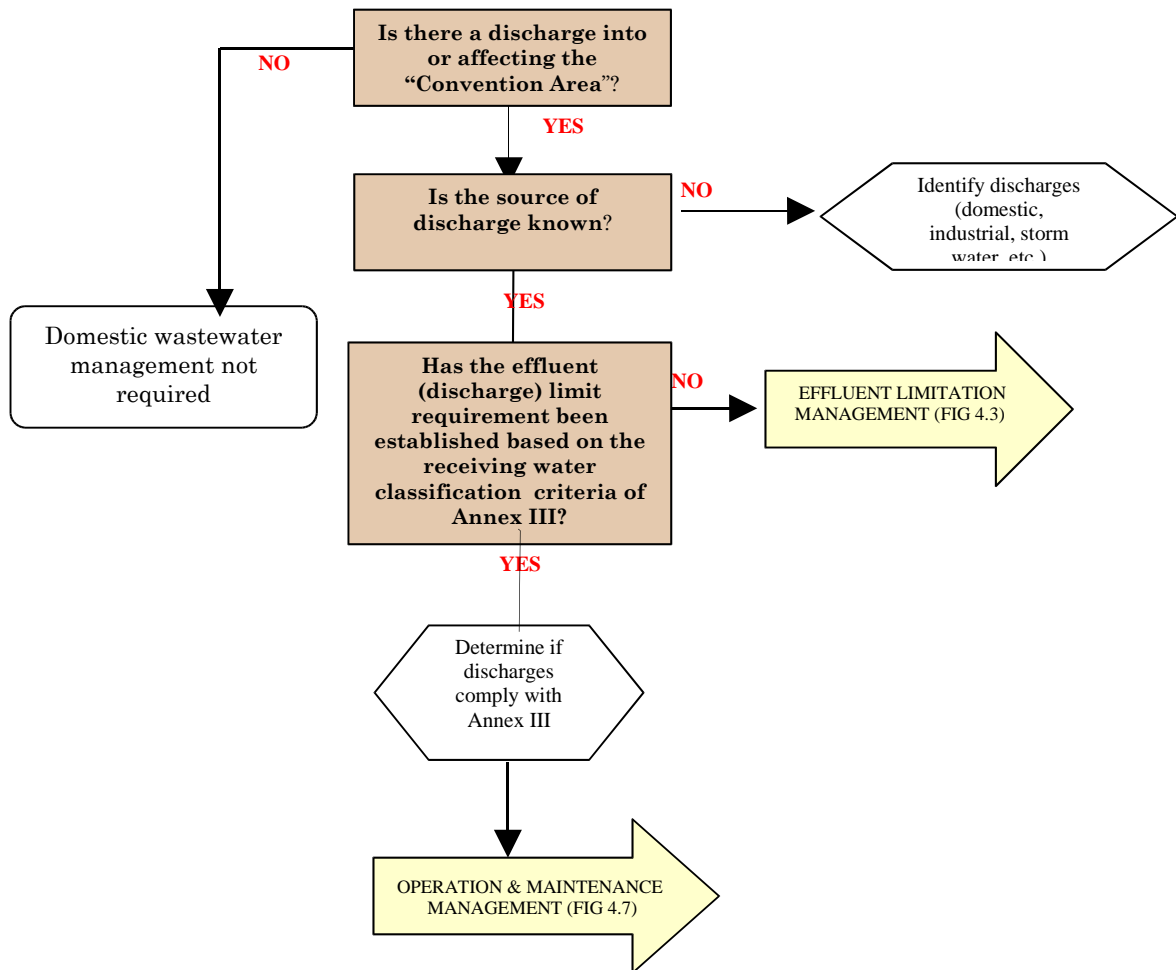 Is there a discharge into
or affecting the
“Convention Area”?
NO
YES
Is the source of
discharge known?
NO
Identify discharges
(domestic,
industrial, storm
water, etc.)
YES
Domestic wastewater
management not
required
Has the effluent
(discharge) limit
requirement been
established based on the
receiving water
classification criteria of
Annex III?
NO
EFFLUENT LIMITATION
MANAGEMENT (FIG 4.3)
YES
Determine if
discharges
comply with
Annex III
OPERATION & MAINTENANCE
MANAGEMENT (FIG 4.7)